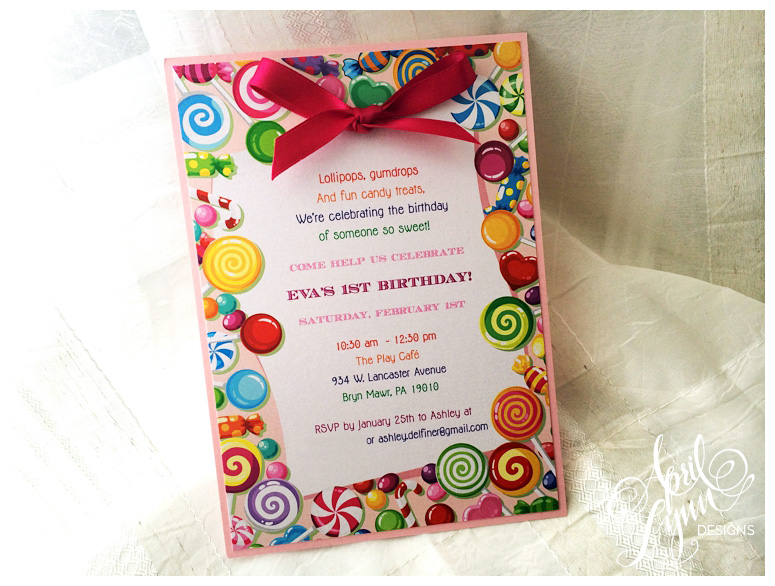 Lollipops, gumdrops
And fun candy treats,
We're celebrating the birthday
of someone so sweet!
COME HELP US CELEBRATE
EVA'S 1ST BIRTHDAY!
SATURDAY, FEBRUARY 1ST
10:30 am - 12:30 pm
The Play Café
934 W. Lancaster Avenue
Bryn Mawr, PA 19010
RSVP by January 25th to Ashley at
or ashley.delfiner@gmail.com
April
Lynn
DESIGNS